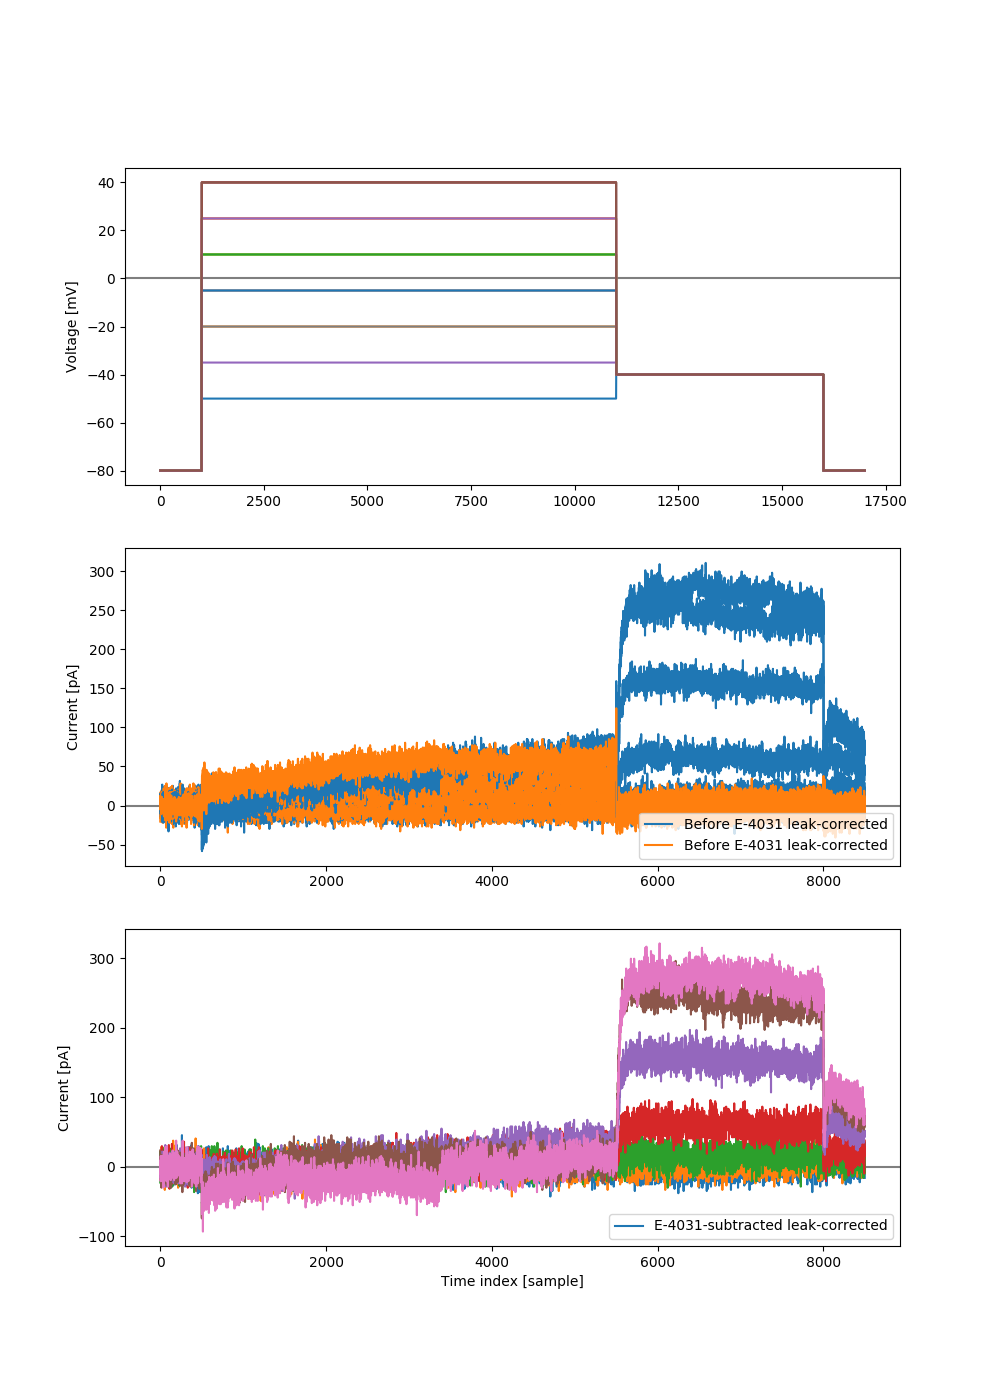 40
20
0
−20
−40
−60
−80
Voltage [mV]
0 2500 5000 7500 10000 12500 15000 17500
300
250
200
150
100
50
0
−50
Current [pA]
Before E-4031 leak-corrected
Before E-4031 leak-corrected
0 2000 4000 6000 8000
300
200
100
0
−100
Current [pA]
E-4031-subtracted leak-corrected
0 2000 4000 6000 8000
Time index [sample]